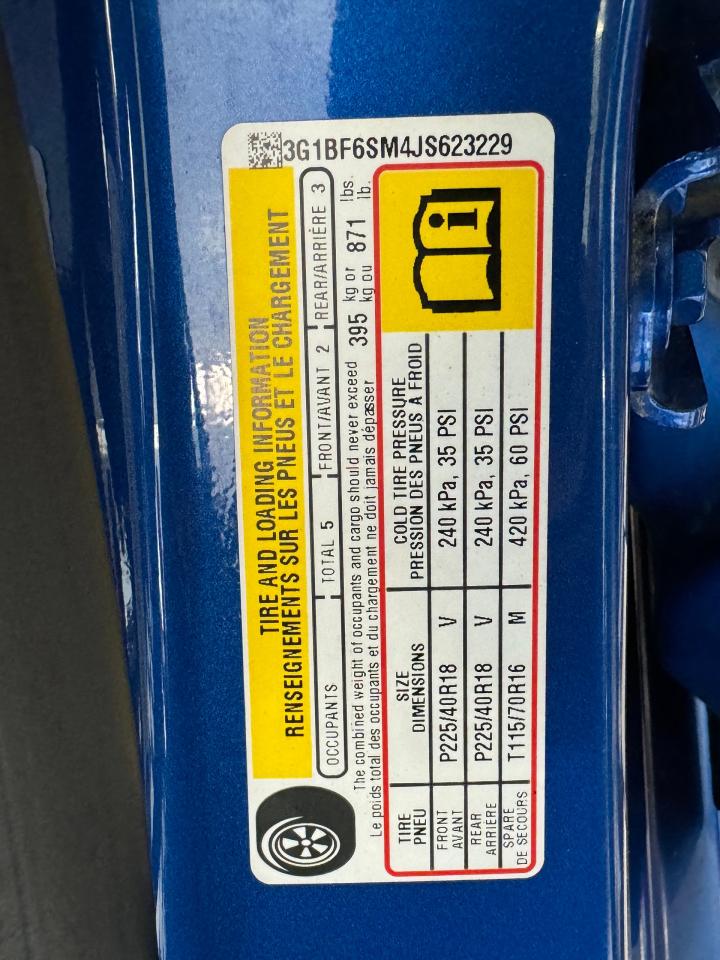 3G1BF6SM4JS623229
TIRE AND LOADING INFORMATION
RENSEIGNEMENTS SUR LES PNEUS ET LE CHARGEMENT
OCCUPANTS TOTAL 5 FRONT/AVANT 2 REAR/ARRIÈRE 3
The combined weight of occupants and cargo should never exceed 395 kg or 871 lbs.
Le poids total des occupants et du chargement ne doit jamais dépasser 395 kg ou 871 lb.
TIRE SIZE COLD TIRE PRESSURE
PNEU DIMENSIONS PRESSION DES PNEUS À FROID
FRONT
AVANT P225/40R18 V 240 kPa, 35 PSI
REAR
ARRIÈRE P225/40R18 V 240 kPa, 35 PSI
SPARE
DE SECOURS T115/70R16 M 420 kPa, 60 PSI